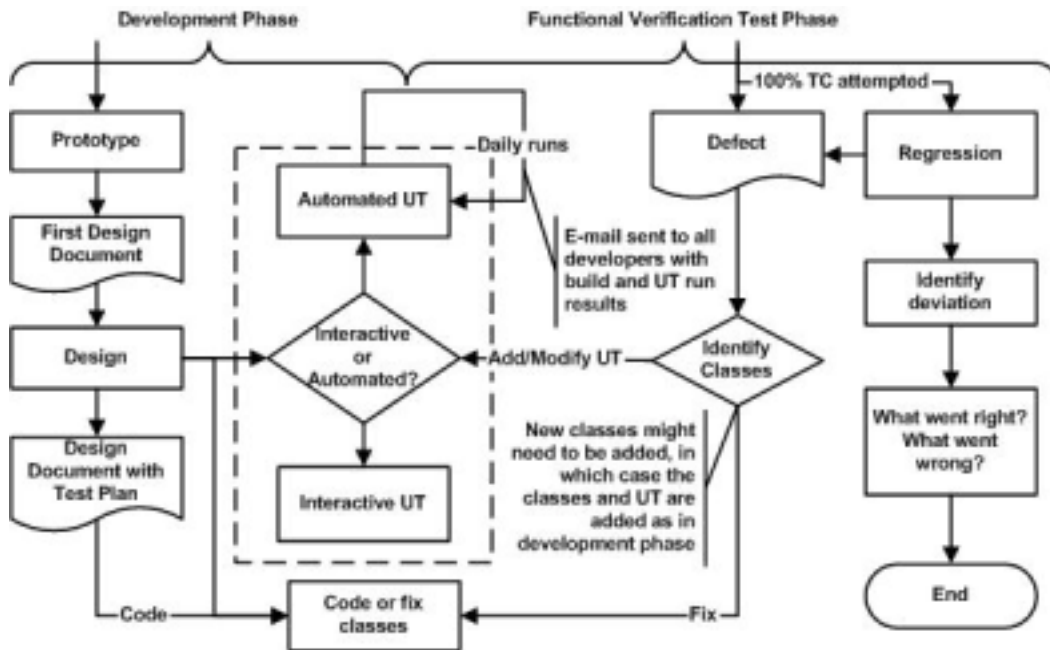 Development Phase
Functional Verification Test Phase
100% TC attempted
Prototype
Daily runs
Defect
Regression
Automated UT
First Design
Document
E-mail sent to all
developers with
build and UT run
results
Identify
deviation
Design
Interactive
or
Automated?
Add/Modify UT
Identify
Classes
Design
Document with
Test Plan
Interactive UT
New classes might
need to be added, in
which case the
classes and UT are
added as in
development phase
What went right?
What went
wrong?
Code
Code or fix
classes
Fix
End